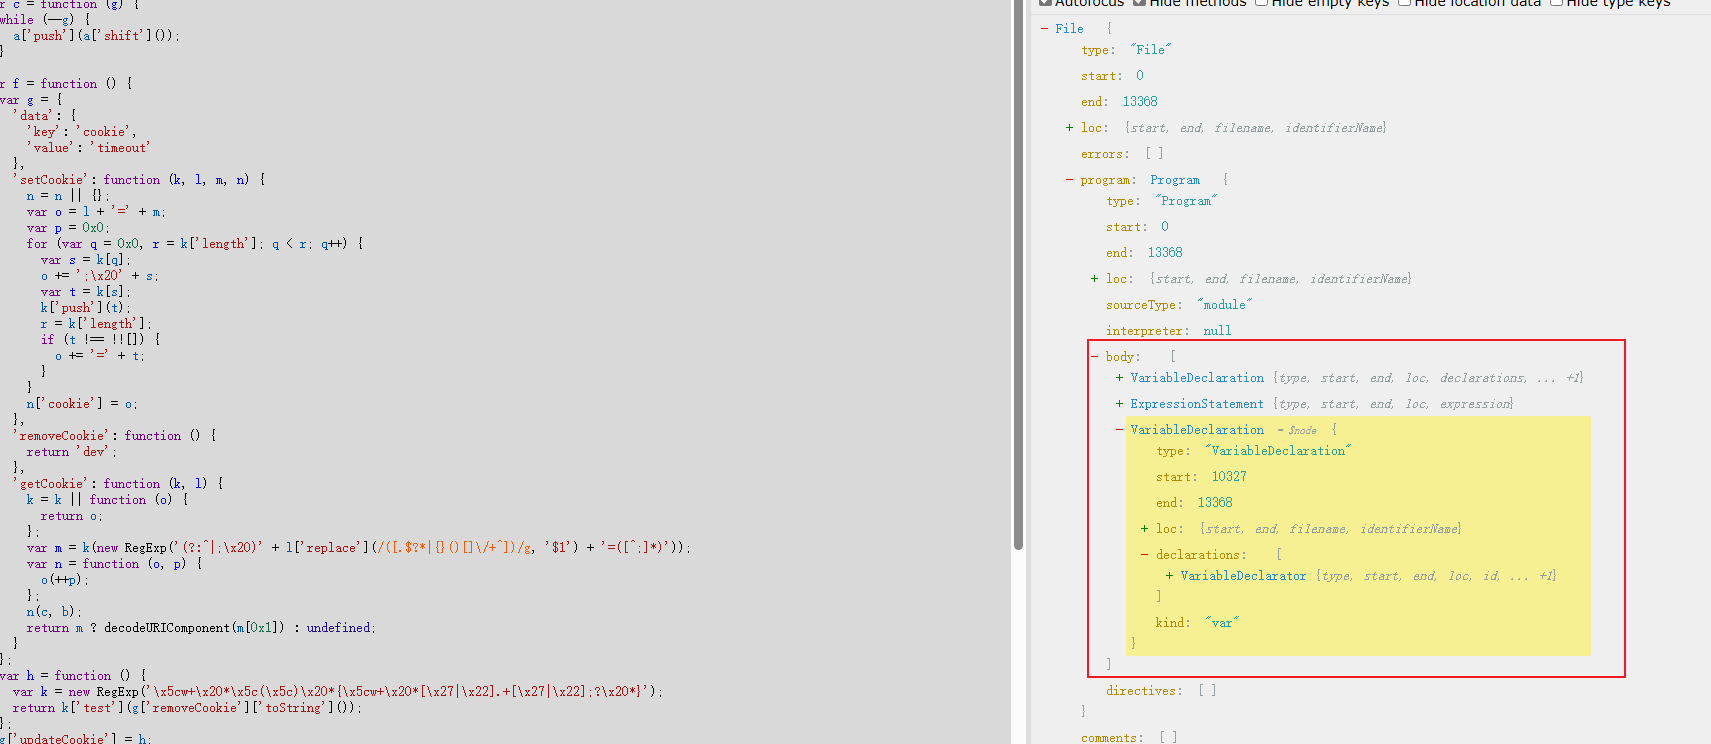 r c = function (g) {
while (--g) {
a['push'](a['shift']());
}
r f = function () {
var g = {
'data': {
'key': 'cookie',
'value': 'timeout'
},
'setCookie': function (k, l, m, n) {
n = n || {};
var o = l + '=' + m;
var p = 0x0;
for (var q = 0x0, r = k['length']; q < r; q++) {
var s = k[q];
o += ';\x20' + s;
var t = k[s];
k['push'](t);
r = k['length'];
if (t !== !![]) {
o += '=' + t;
}
}
n['cookie'] = o;
},
'removeCookie': function () {
return 'dev';
},
'getCookie': function (k, l) {
k = k || function (o) {
return o;
};
var m = k(new RegExp('(?:^|;\x20)' + l['replace'](/([.$?*|{}()[]\/+^])/g, '$1') + '=([^;]*)'));
var n = function (o, p) {
o(++p);
};
n(c, b);
return m ? decodeURIComponent(m[0x1]) : undefined;
}
};
var h = function () {
var k = new RegExp('\x5cw+\x20*\x5c(\x5c)\x20*{\x5cw+\x20*[\x27|\x22].+[\x27|\x22];?\x20*}');
return k['test'](g['removeCookie']['toString']());
};
g['updateCookie'] = h;
Autofocus Hide methods Hide empty keys Hide location data Hide type keys
- File {
type: "File"
start: 0
end: 13368
+ loc: {start, end, filename, identifierName}
errors: [ ]
- program: Program {
type: "Program"
start: 0
end: 13368
+ loc: {start, end, filename, identifierName}
sourceType: "module"
interpreter: null
- body: [
+ VariableDeclaration {type, start, end, loc, declarations, ... +1}
+ ExpressionStatement {type, start, end, loc, expression}
- VariableDeclaration = $node {
type: "VariableDeclaration"
start: 10327
end: 13368
+ loc: {start, end, filename, identifierName}
- declarations: [
+ VariableDeclarator {type, start, end, loc, id, ... +1}
]
kind: "var"
}
]
directives: [ ]
}
comments: [ ]